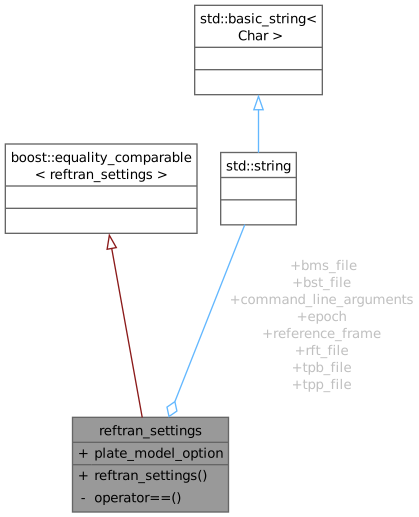 std::basic_string<
Char >
boost::equality_comparable
< reftran_settings >
std::string
+bms_file
+bst_file
+command_line_arguments
+epoch
+reference_frame
+rft_file
+tpb_file
+tpp_file
reftran_settings
+ plate_model_option
+ reftran_settings()
- operator==()